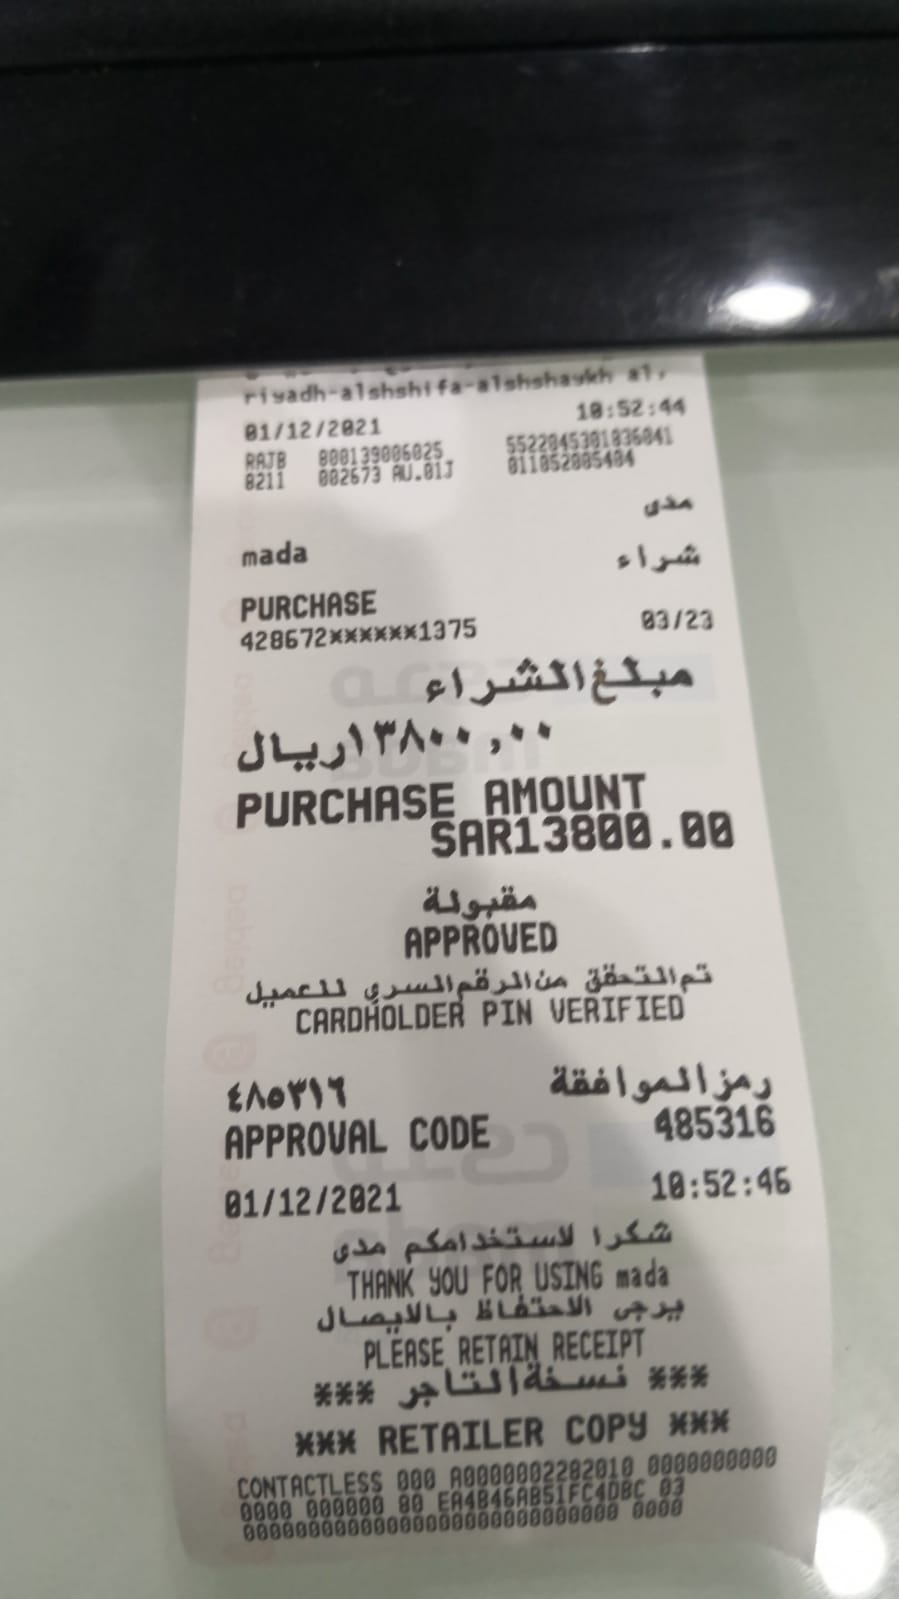 riyadh-alshshifa-alshshaykh al,
01/12/2021 10:52:44
RAJB 800139006025 5522045301836041
8211 002673 AU.01J 011052005404
مدى
mada
شراء
PURCHASE
428672******1375 03/23
مبلغ الشراء
١٣٨٠٠,٠٠ ريال
PURCHASE AMOUNT
SAR13800.00
مقبولة
APPROVED
تم التحقق من الرقم السري للعميل
CARDHOLDER PIN VERIFIED
رمز الموافقة ٤٨٥٣١٦
APPROVAL CODE 485316
01/12/2021 10:52:46
شكرا لاستخدامكم مدى
THANK YOU FOR USING mada
يرجى الاحتفاظ بالايصال
PLEASE RETAIN RECEIPT
*** نسخة التاجر ***
*** RETAILER COPY ***
CONTACTLESS 000 A0000002282010 0000000000
0000 000000 80 EA4B46AB51FC4DBC 03